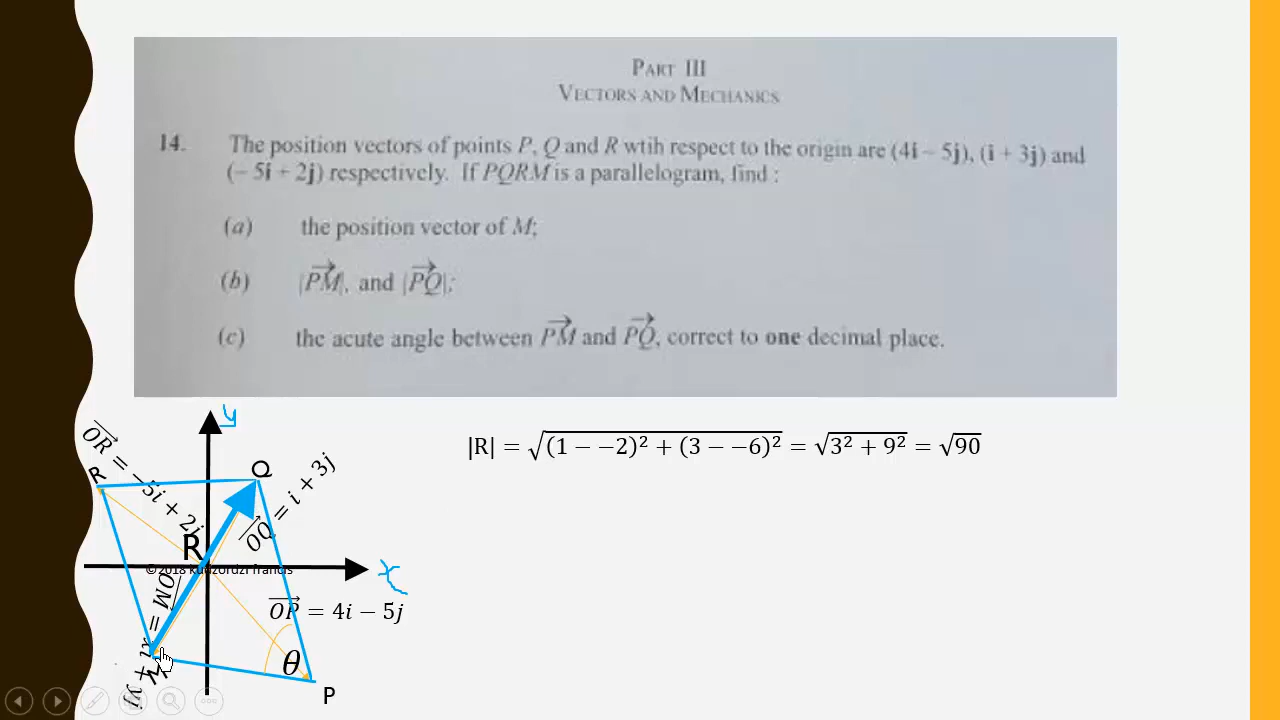 PART III
VECTORS AND MECHANICS
14. The position vectors of points P, Q and R wtih respect to the origin are (4i – 5j), (i + 3j) and
(– 5i + 2j) respectively. If PQRM is a parallelogram, find :
(a) the position vector of M;
(b) |PM|, and |PQ|;
(c) the acute angle between PM and PQ, correct to one decimal place.
y
|R| = √(1 − −2)² + (3 − −6)² = √3² + 9² = √90
OR = −5i + 2j
R
Q
OQ = i + 3j
R
©2018 kudzordzi francis
x
OM = xi + yj
OP = 4i − 5j
θ
M
P